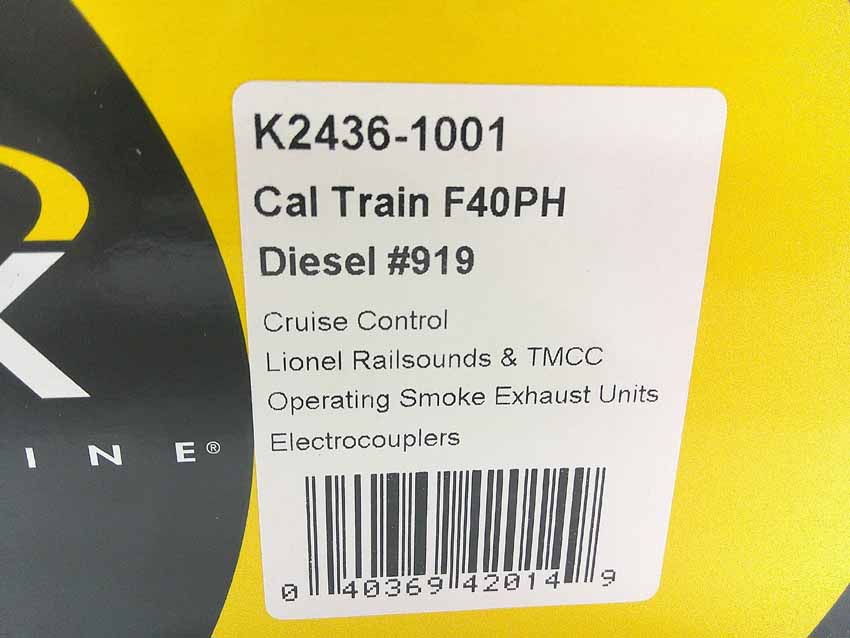 K2436-1001
Cal Train F40PH
Diesel #919
Cruise Control
Lionel Railsounds & TMCC
Operating Smoke Exhaust Units
Electrocouplers
0 40369 42014 9
K
I N E®